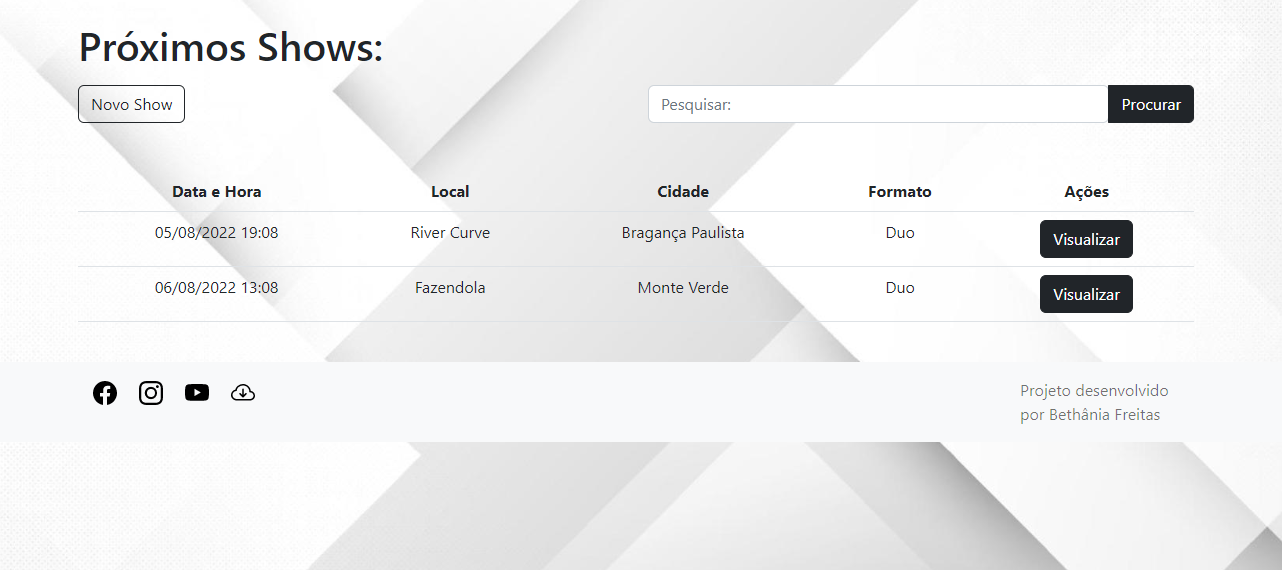 Próximos Shows:
Novo Show
Pesquisar:
Procurar
Data e Hora Local Cidade Formato Ações
05/08/2022 19:08 River Curve Bragança Paulista Duo Visualizar
06/08/2022 13:08 Fazendola Monte Verde Duo Visualizar
Projeto desenvolvido
por Bethânia Freitas